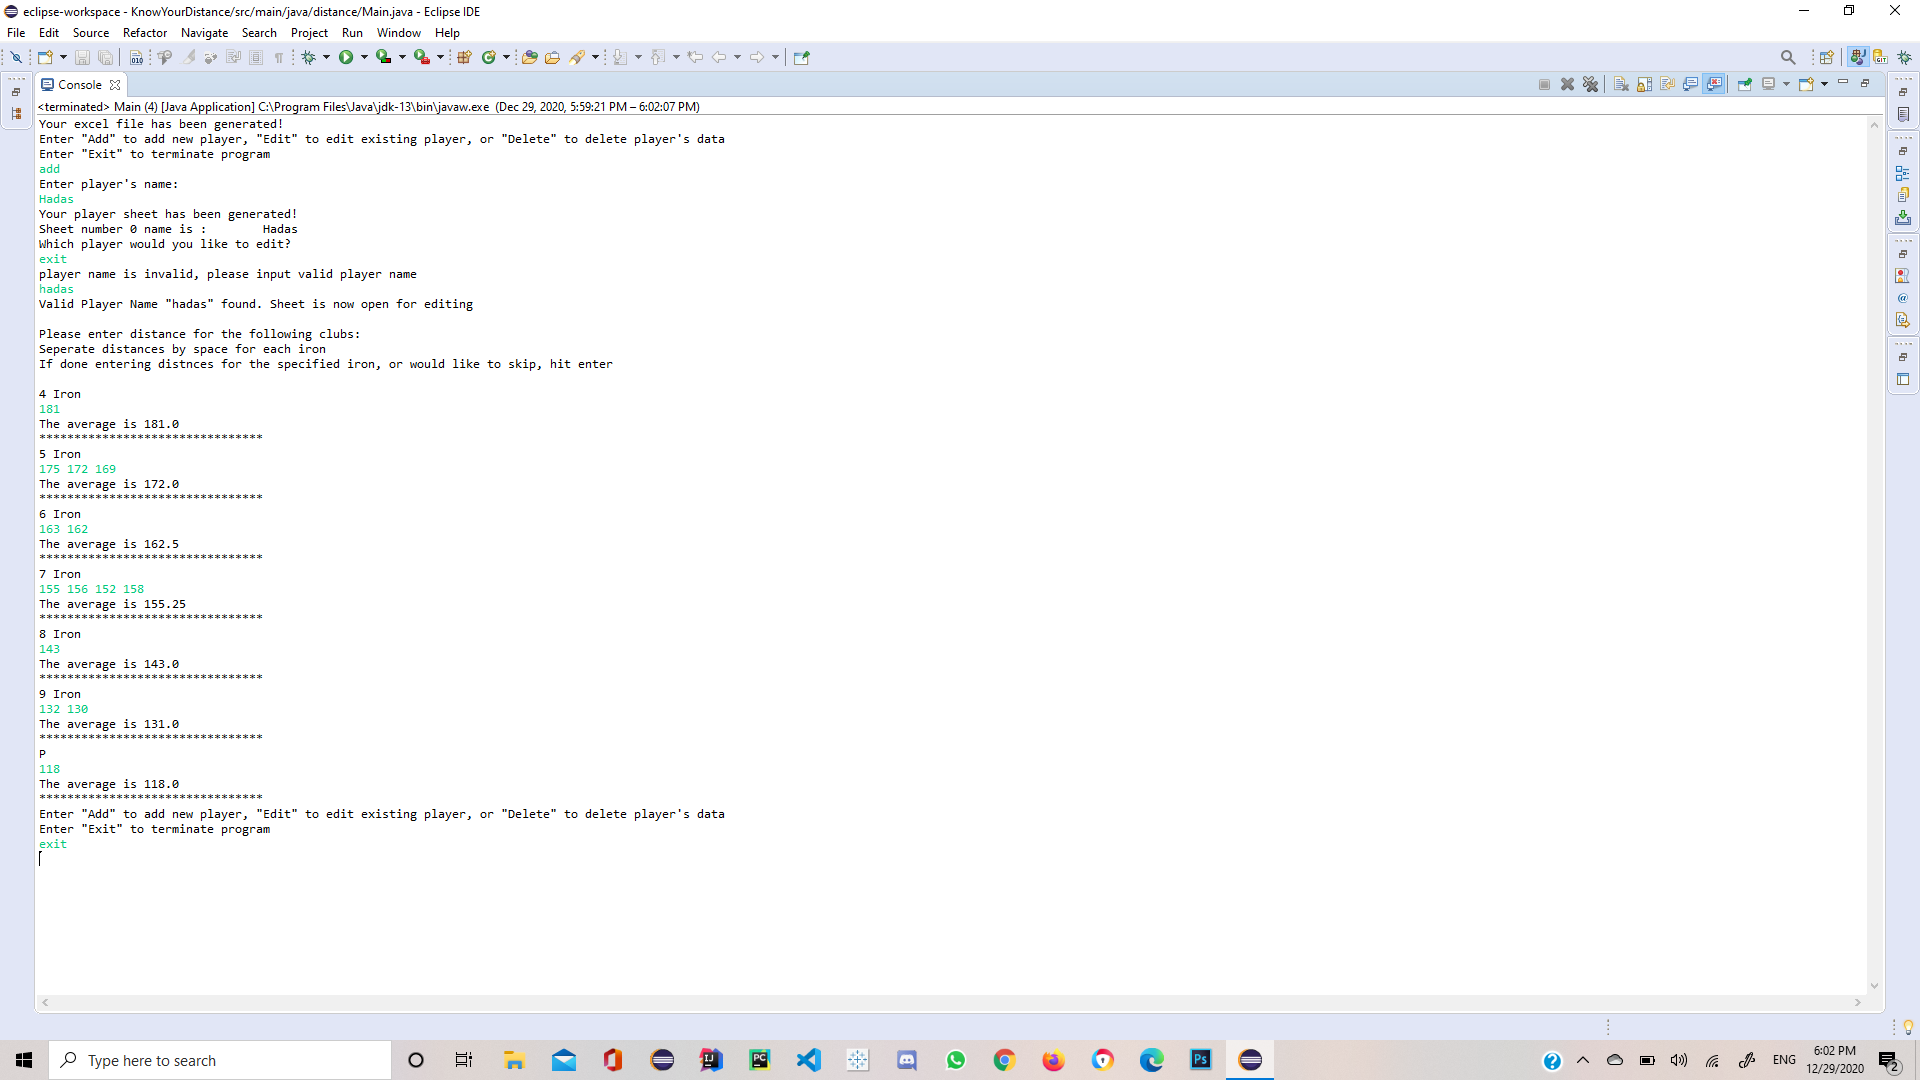 eclipse-workspace - KnowYourDistance/src/main/java/distance/Main.java - Eclipse IDE
File Edit Source Refactor Navigate Search Project Run Window Help
Console
<terminated> Main (4) [Java Application] C:\Program Files\Java\jdk-13\bin\javaw.exe (Dec 29, 2020, 5:59:21 PM – 6:02:07 PM)
Your excel file has been generated!
Enter "Add" to add new player, "Edit" to edit existing player, or "Delete" to delete player's data
Enter "Exit" to terminate program
add
Enter player's name:
Hadas
Your player sheet has been generated!
Sheet number 0 name is : Hadas
Which player would you like to edit?
exit
player name is invalid, please input valid player name
hadas
Valid Player Name "hadas" found. Sheet is now open for editing
Please enter distance for the following clubs:
Seperate distances by space for each iron
If done entering distnces for the specified iron, or would like to skip, hit enter
4 Iron
181
The average is 181.0
********************************
5 Iron
175 172 169
The average is 172.0
********************************
6 Iron
163 162
The average is 162.5
********************************
7 Iron
155 156 152 158
The average is 155.25
********************************
8 Iron
143
The average is 143.0
********************************
9 Iron
132 130
The average is 131.0
********************************
P
118
The average is 118.0
********************************
Enter "Add" to add new player, "Edit" to edit existing player, or "Delete" to delete player's data
Enter "Exit" to terminate program
exit
Type here to search
ENG
6:02 PM
12/29/2020
2